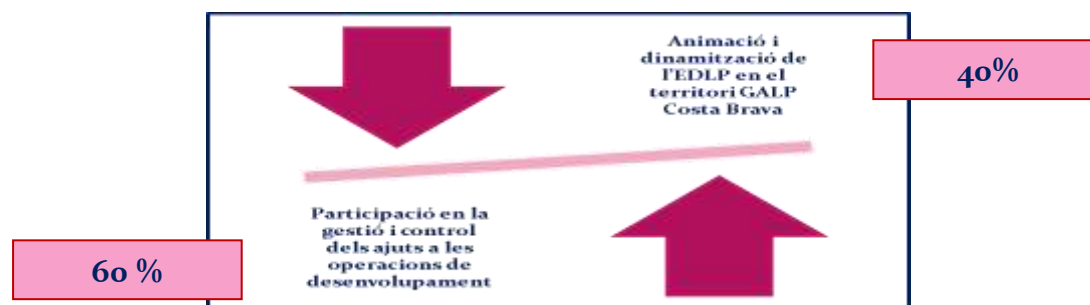 Animació i
dinamització de
l'EDLP en el
territori GALP
Costa Brava
40%
Participació en la
gestió i control
dels ajuts a les
operacions de
desenvolupament
60 %